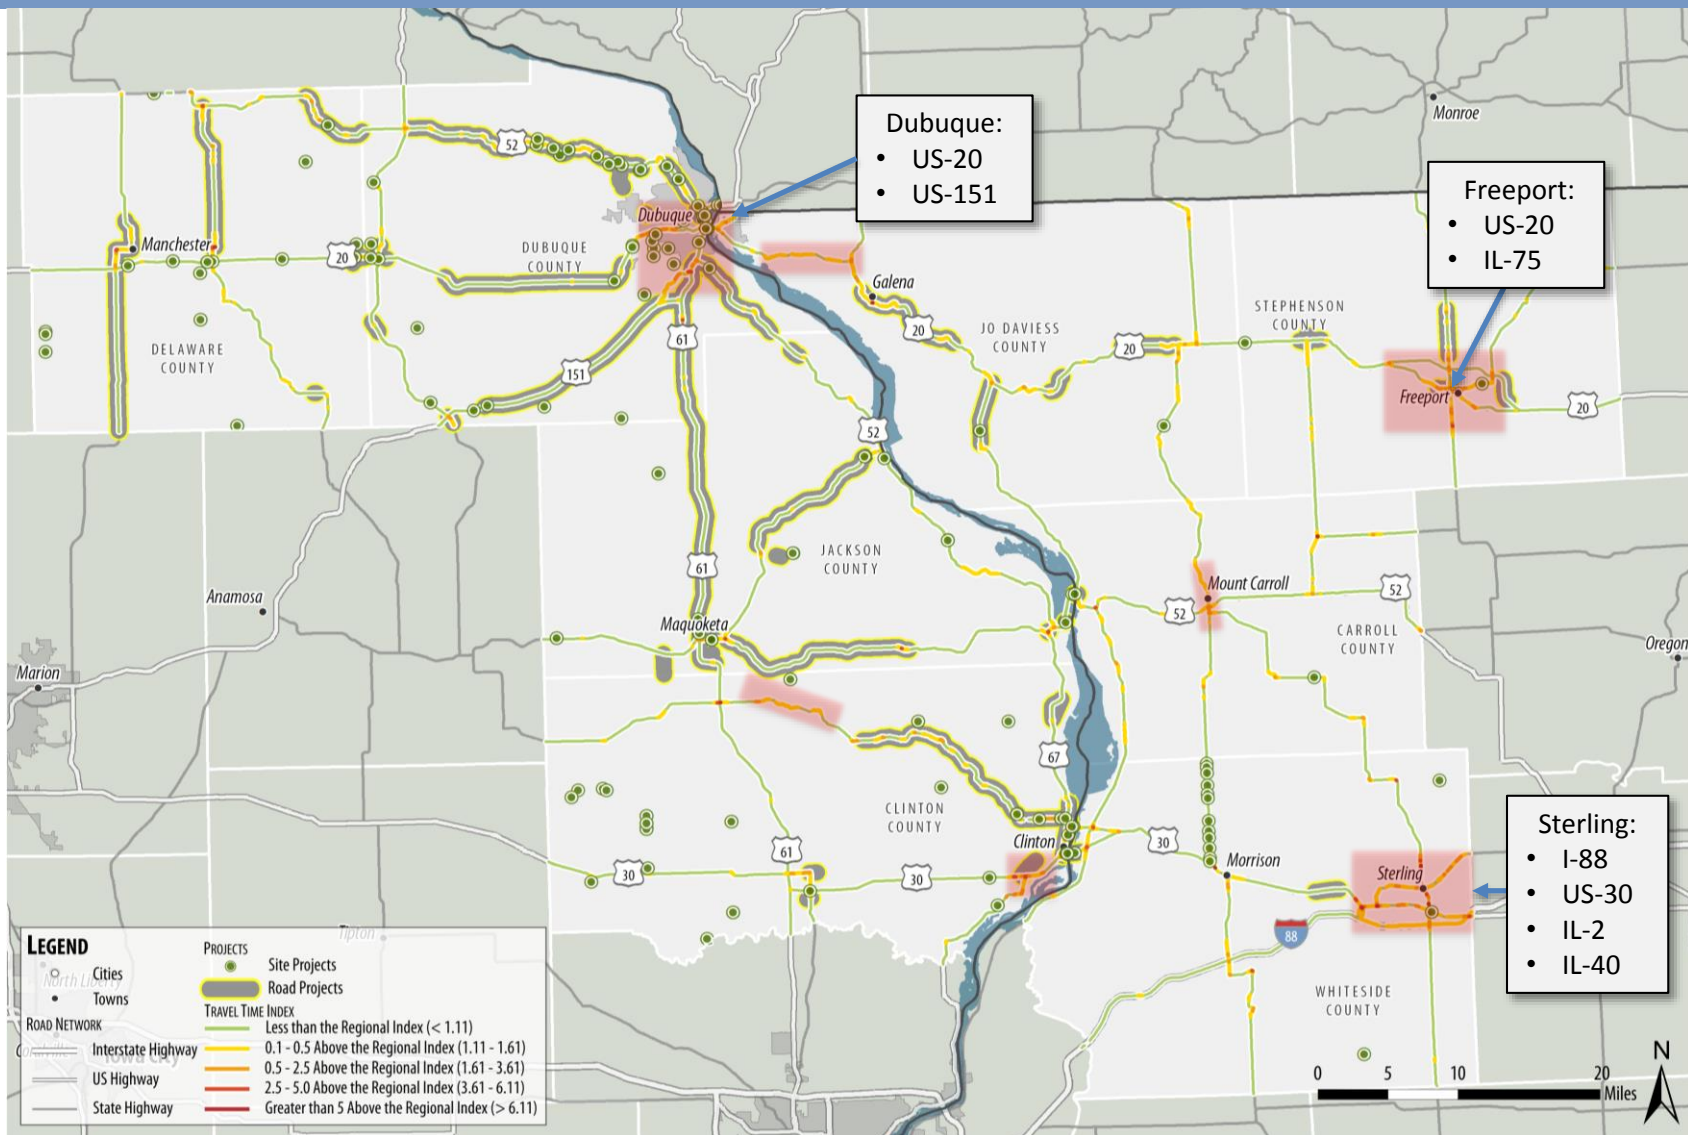 Monroe
Dubuque:
• US-20
• US-151
Freeport:
• US-20
• IL-75
52
Dubuque
Manchester
20
DUBUQUE
COUNTY
Galena
STEPHENSON
COUNTY
JO DAVIESS
COUNTY
20
20
61
DELAWARE
COUNTY
151
Freeport
20
52
JACKSON
COUNTY
61
Anamosa
Mount Carroll
52
52
Maquoketa
CARROLL
COUNTY
Oregon
Marion
67
CLINTON
COUNTY
Clinton
30
61
Morrison
30
30
Sterling
Sterling:
• I-88
• US-30
• IL-2
• IL-40
88
WHITESIDE
COUNTY
Tipton
North Liberty
Iowa City
LEGEND
Cities
Towns
ROAD NETWORK
Interstate Highway
US Highway
State Highway
PROJECTS
Site Projects
Road Projects
TRAVEL TIME INDEX
Less than the Regional Index (< 1.11)
0.1 - 0.5 Above the Regional Index (1.11 - 1.61)
0.5 - 2.5 Above the Regional Index (1.61 - 3.61)
2.5 - 5.0 Above the Regional Index (3.61 - 6.11)
Greater than 5 Above the Regional Index (> 6.11)
0 5 10 20
Miles
N